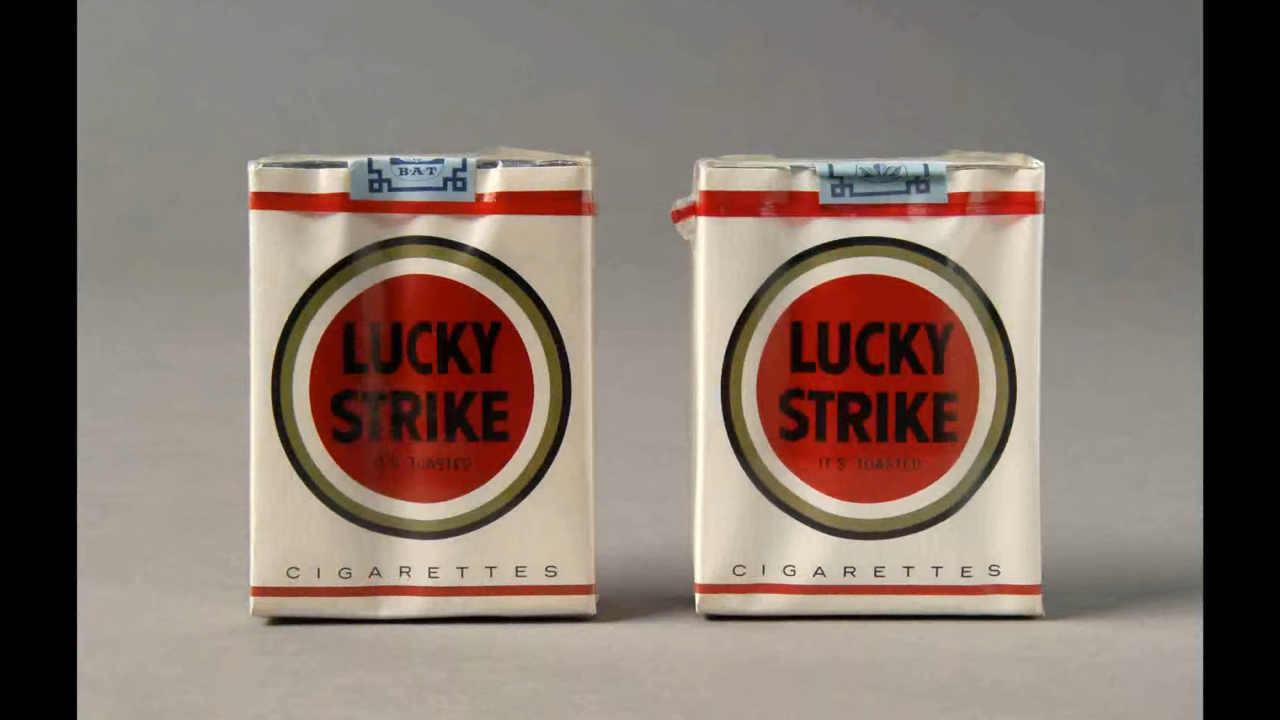 B·A·T
LUCKY
STRIKE
IT'S TOASTED
CIGARETTES
LUCKY
STRIKE
IT'S TOASTED
CIGARETTES